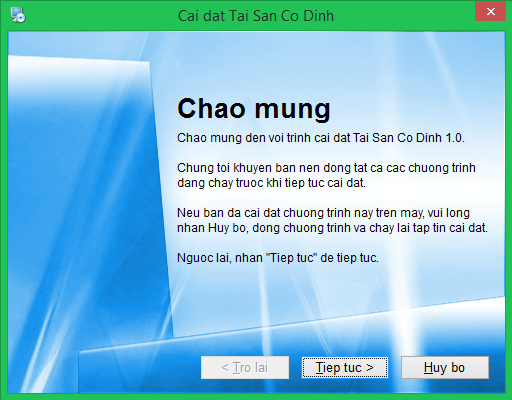 Cai dat Tai San Co Dinh
Chao mung
Chao mung den voi trinh cai dat Tai San Co Dinh 1.0.
Chung toi khuyen ban nen dong tat ca cac chuong trinh
dang chay truoc khi tiep tuc cai dat.
Neu ban da cai dat chuong trinh nay tren may, vui long
nhan Huy bo, dong chuong trinh va chay lai tap tin cai dat.
Nguoc lai, nhan "Tiep tuc" de tiep tuc.
< Tro lai
Tiep tuc >
Huy bo